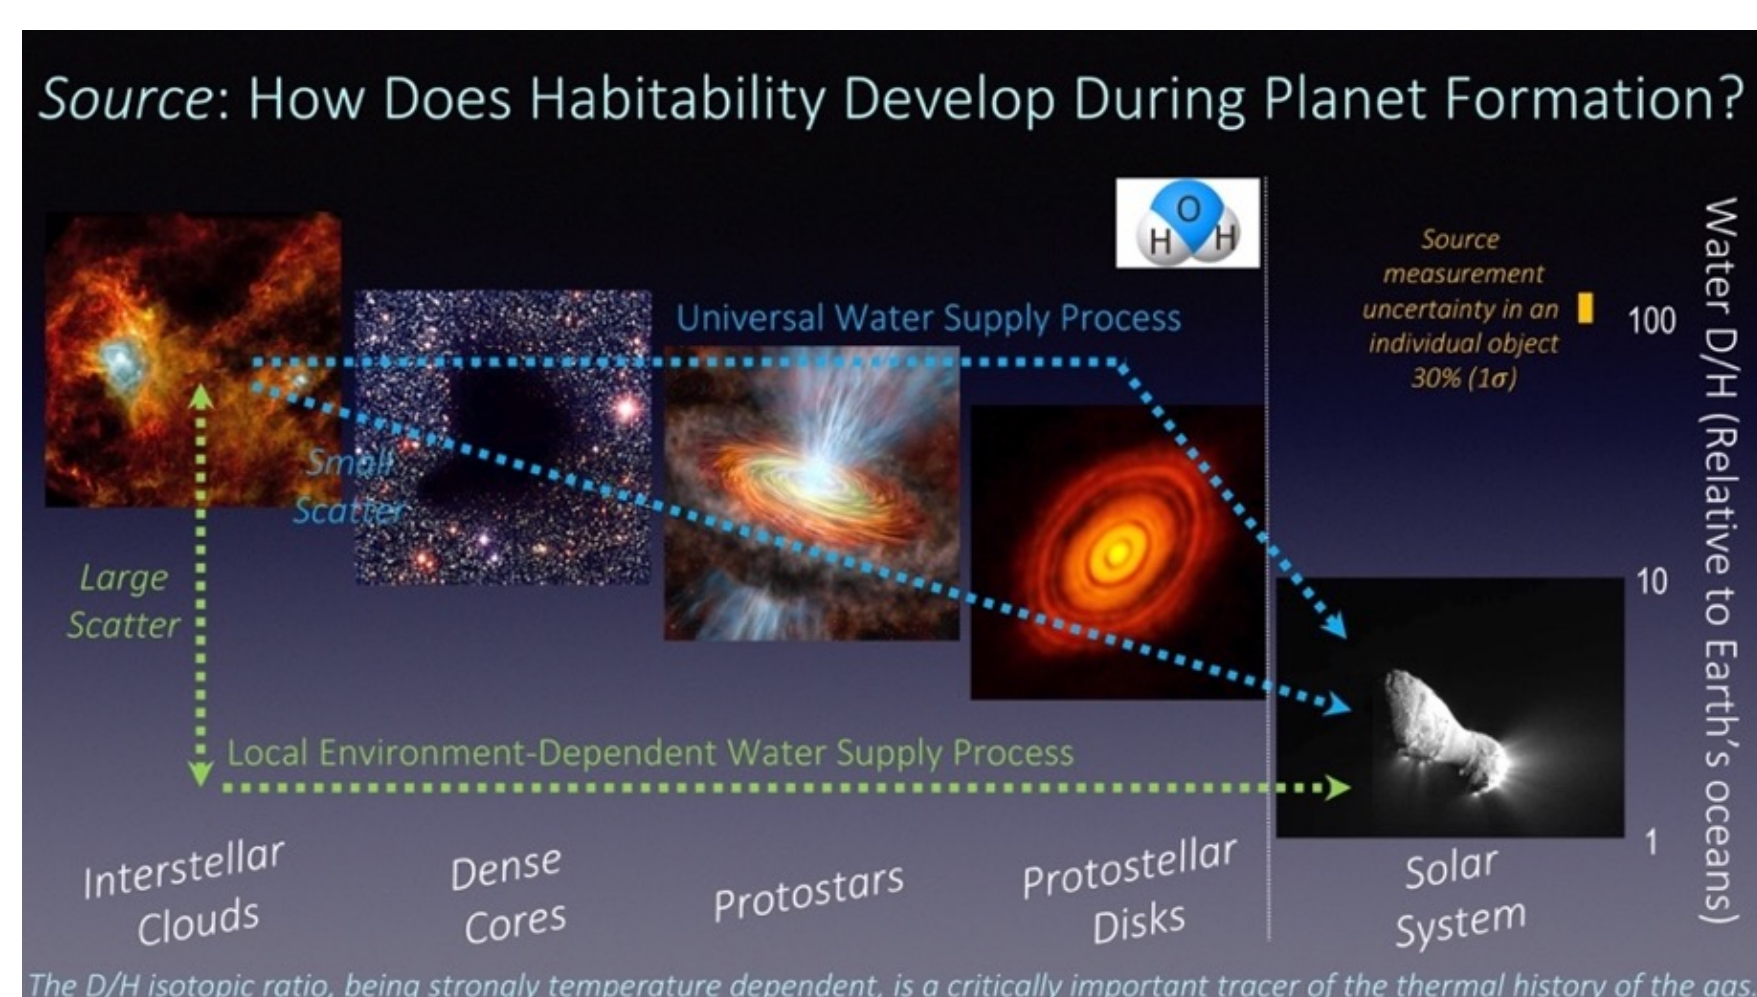 Source: How Does Habitability Develop During Planet Formation?
O
H H
Source
measurement
uncertainty in an
individual object
30% (1σ)
100
10
1
Water D/H (Relative to Earth's oceans)
Universal Water Supply Process
Small
Scatter
Large
Scatter
Local Environment-Dependent Water Supply Process
Interstellar
Clouds
Dense
Cores
Protostars
Protostellar
Disks
Solar
System
The D/H isotopic ratio, being strongly temperature dependent, is a critically important tracer of the thermal history of the gas.